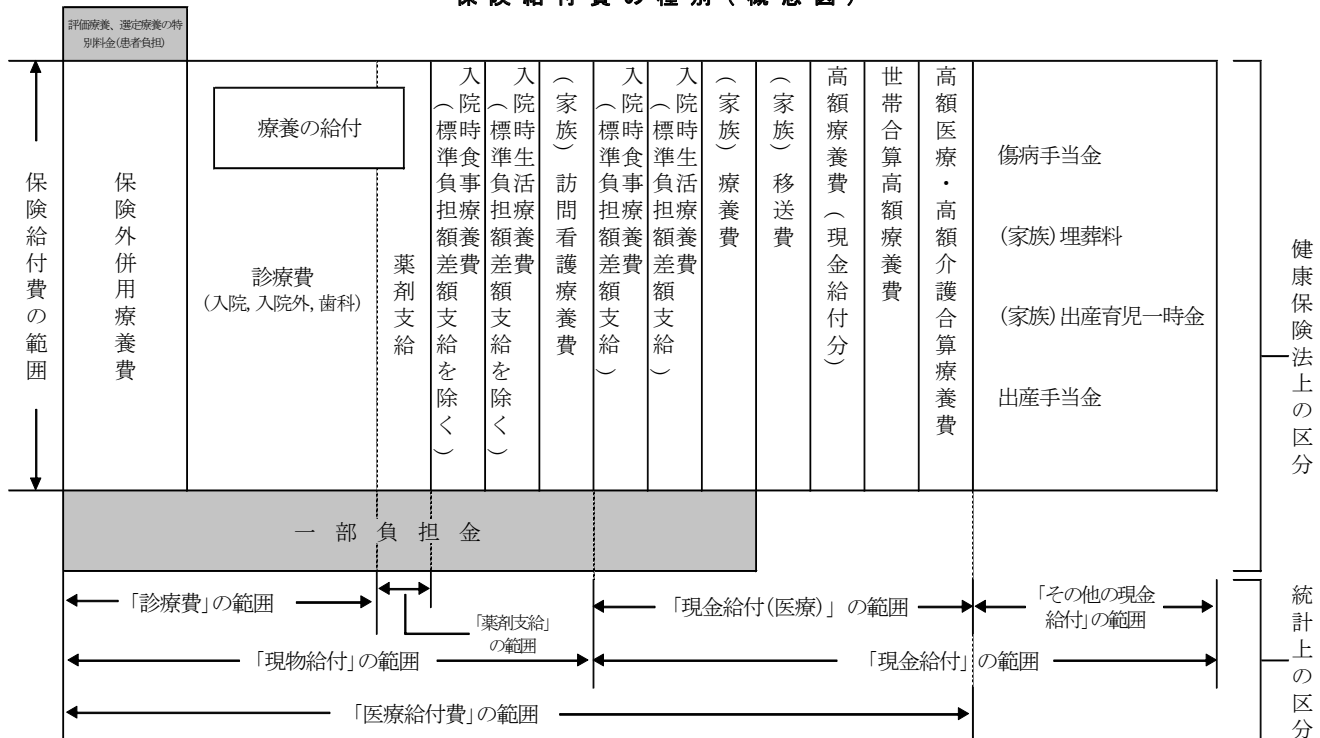 保険給付費の種別(概念図)
評価療養、選定療養の特
別料金(患者負担)
保険給付費の範囲
保険外併用療養費
療養の給付
診療費
(入院, 入院外, 歯科)
薬剤支給
入院時食事療養費
(標準負担額差額支給を除く)
入院時生活療養費
(標準負担額差額支給を除く)
(家族)訪問看護療養費
入院時食事療養費
(標準負担額差額支給)
入院時生活療養費
(標準負担額差額支給)
(家族)療養費
(家族)移送費
高額療養費(現金給付分)
世帯合算高額療養費
高額医療・高額介護合算療養費
傷病手当金
(家族)埋葬料
(家族)出産育児一時金
出産手当金
健康保険法上の区分
一部負担金
「診療費」の範囲
「薬剤支給」
の範囲
「現金給付(医療)」の範囲
「その他の現金
給付」の範囲
「現物給付」の範囲
「現金給付」の範囲
「医療給付費」の範囲
統計上の区分